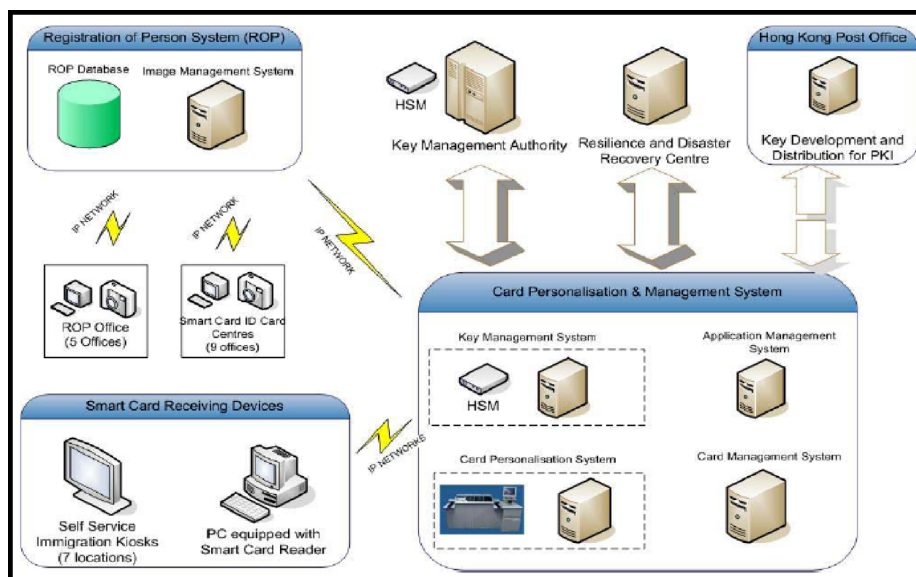 Registration of Person System (ROP)
ROP Database
Image Management System
HSM
Key Management Authority
Resilience and Disaster
Recovery Centre
Hong Kong Post Office
Key Development and
Distribution for PKI
IP NETWORK
IP NETWORK
IP NETWORK
ROP Office
(5 Offices)
Smart Card ID Card
Centres
(9 offices)
Card Personalisation & Management System
Key Management System
HSM
Application Management
System
Card Personalisation System
Card Management System
IP NETWORKS
Smart Card Receiving Devices
Self Service
Immigration Kiosks
(7 locations)
PC equipped with
Smart Card Reader